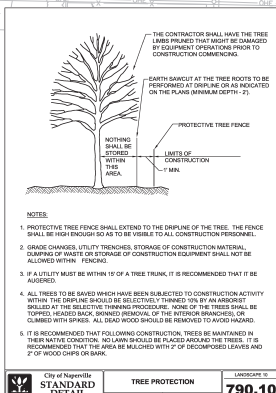 OHE
THE CONTRACTOR SHALL HAVE THE TREE
LIMBS PRUNED THAT MIGHT BE DAMAGED
BY EQUIPMENT OPERATIONS PRIOR TO
CONSTRUCTION COMMENCING.
EARTH SAWCUT AT THE TREE ROOTS TO BE
PERFORMED AT DRIPLINE OR AS INDICATED
ON THE PLANS (MINIMUM DEPTH - 2').
PROTECTIVE TREE FENCE
NOTHING
SHALL BE
STORED
WITHIN
THIS
AREA.
LIMITS OF
CONSTRUCTION
1' MIN.
NOTES:
1. PROTECTIVE TREE FENCE SHALL EXTEND TO THE DRIPLINE OF THE TREE. THE FENCE
SHALL BE HIGH ENOUGH SO AS TO BE VISIBLE TO ALL CONSTRUCTION PERSONNEL.
2. GRADE CHANGES, UTILITY TRENCHES, STORAGE OF CONSTRUCTION MATERIAL,
DUMPING OF WASTE OR STORAGE OF CONSTRUCTION EQUIPMENT SHALL NOT BE
ALLOWED WITHIN FENCING.
3. IF A UTILITY MUST BE WITHIN 15' OF A TREE TRUNK, IT IS RECOMMENDED THAT IT BE
AUGERED.
4. ALL TREES TO BE SAVED WHICH HAVE BEEN SUBJECTED TO CONSTRUCTION ACTIVITY
WITHIN THE DRIPLINE SHOULD BE SELECTIVELY THINNED 10% BY AN ARBORIST
SKILLED AT THE SELECTIVE THINNING PROCEDURE. NONE OF THE TREES SHALL BE
TOPPED, HEADED BACK, SKINNED (REMOVAL OF THE INTERIOR BRANCHES), OR
CLIMBED WITH SPIKES. ALL DEAD WOOD SHOULD BE REMOVED TO AVOID HAZARD.
5. IT IS RECOMMENDED THAT FOLLOWING CONSTRUCTION, TREES BE MAINTAINED IN
THEIR NATIVE CONDITION. NO LAWN SHOULD BE PLACED AROUND THE TREES. IT IS
RECOMMENDED THAT THE AREA BE MULCHED WITH 2" OF DECOMPOSED LEAVES AND
2" OF WOOD CHIPS OR BARK.
City of Naperville
STANDARD
DETAIL
TREE PROTECTION
LANDSCAPE 10
790.10